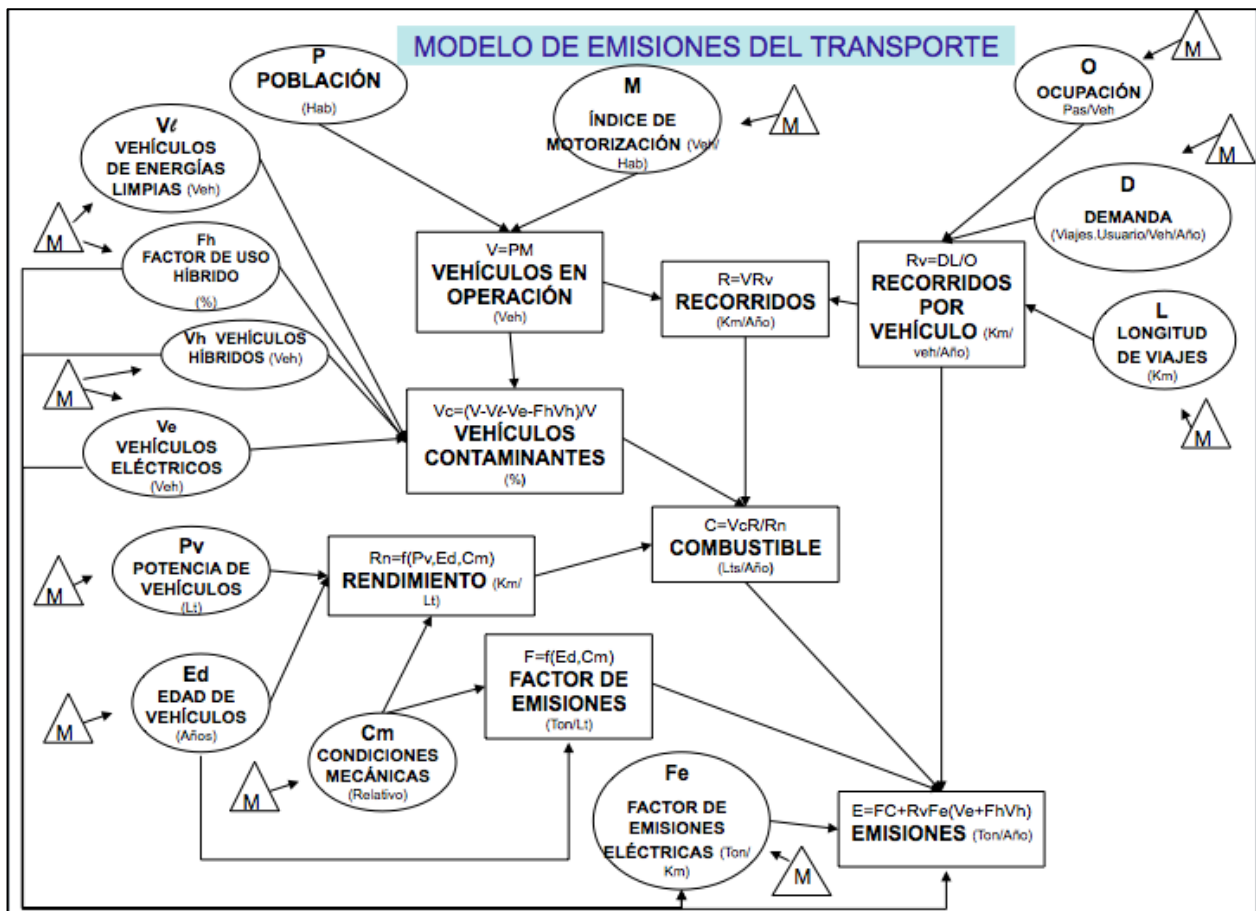 MODELO DE EMISIONES DEL TRANSPORTE
P
POBLACIÓN
(Hab)
M
ÍNDICE DE
MOTORIZACIÓN (Veh/
Hab)
M
M
O
OCUPACIÓN
Pas/Veh
M
D
DEMANDA
(Viajes.Usuario/Veh/Año)
Vℓ
VEHÍCULOS
DE ENERGÍAS
LIMPIAS (Veh)
M
Fh
FACTOR DE USO
HÍBRIDO
(%)
V=PM
VEHÍCULOS EN
OPERACIÓN
(Veh)
R=VRv
RECORRIDOS
(Km/Año)
Rv=DL/O
RECORRIDOS
POR
VEHÍCULO (Km/
veh/Año)
L
LONGITUD
DE VIAJES
(Km)
M
Vh VEHÍCULOS
HÍBRIDOS (Veh)
M
Ve
VEHÍCULOS
ELÉCTRICOS
(Veh)
Vc=(V-Vℓ-Ve-FhVh)/V
VEHÍCULOS
CONTAMINANTES
(%)
C=VcR/Rn
COMBUSTIBLE
(Lts/Año)
Pv
POTENCIA DE
VEHÍCULOS
(Lt)
M
Rn=f(Pv,Ed,Cm)
RENDIMIENTO (Km/
Lt)
Ed
EDAD DE
VEHÍCULOS
(Años)
M
F=f(Ed,Cm)
FACTOR DE
EMISIONES
(Ton/Lt)
Cm
CONDICIONES
MECÁNICAS
(Relativo)
M
Fe
FACTOR DE
EMISIONES
ELÉCTRICAS (Ton/
Km)
M
E=FC+RvFe(Ve+FhVh)
EMISIONES (Ton/Año)